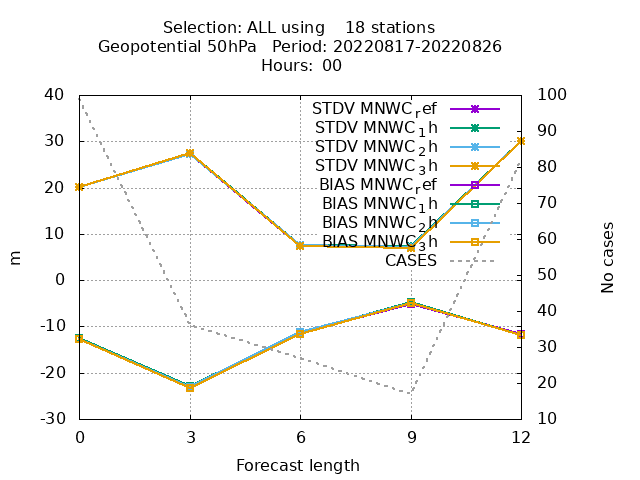 Selection: ALL using    18 stations
Geopotential 50hPa   Period: 20220817-20220826
Hours: 00
STDV MNWC_ref
STDV MNWC_1h
STDV MNWC_2h
STDV MNWC_3h
BIAS MNWC_ref
BIAS MNWC_1h
BIAS MNWC_2h
BIAS MNWC_3h
CASES
40
30
20
10
0
-10
-20
-30
m
100
90
80
70
60
50
40
30
20
10
No cases
0 3 6 9 12
Forecast length